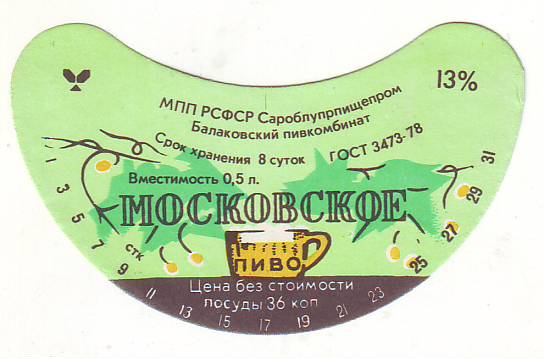 13%
МПП РСФСР Сароблупрпищепром
Балаковский пивкомбинат
Срок хранения 8 суток ГОСТ 3473-78
Вместимость 0,5 л.
МОСКОВСКОЕ
ПИВО
Цена без стоимости
посуды 36 коп
1 3 5 7 стк 9 11 13 15 17 19 21 23 25 27 29 31